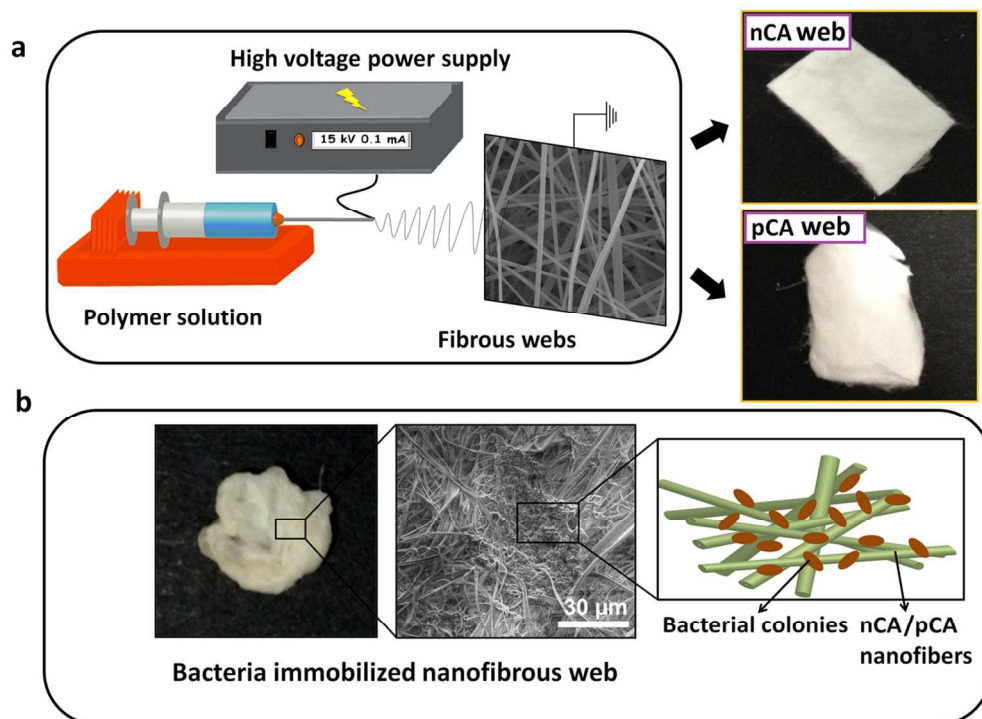 a
High voltage power supply
15 kV 0.1 mA
Polymer solution
Fibrous webs
nCA web
pCA web
b
30 µm
Bacterial colonies
nCA/pCA
nanofibers
Bacteria immobilized nanofibrous web